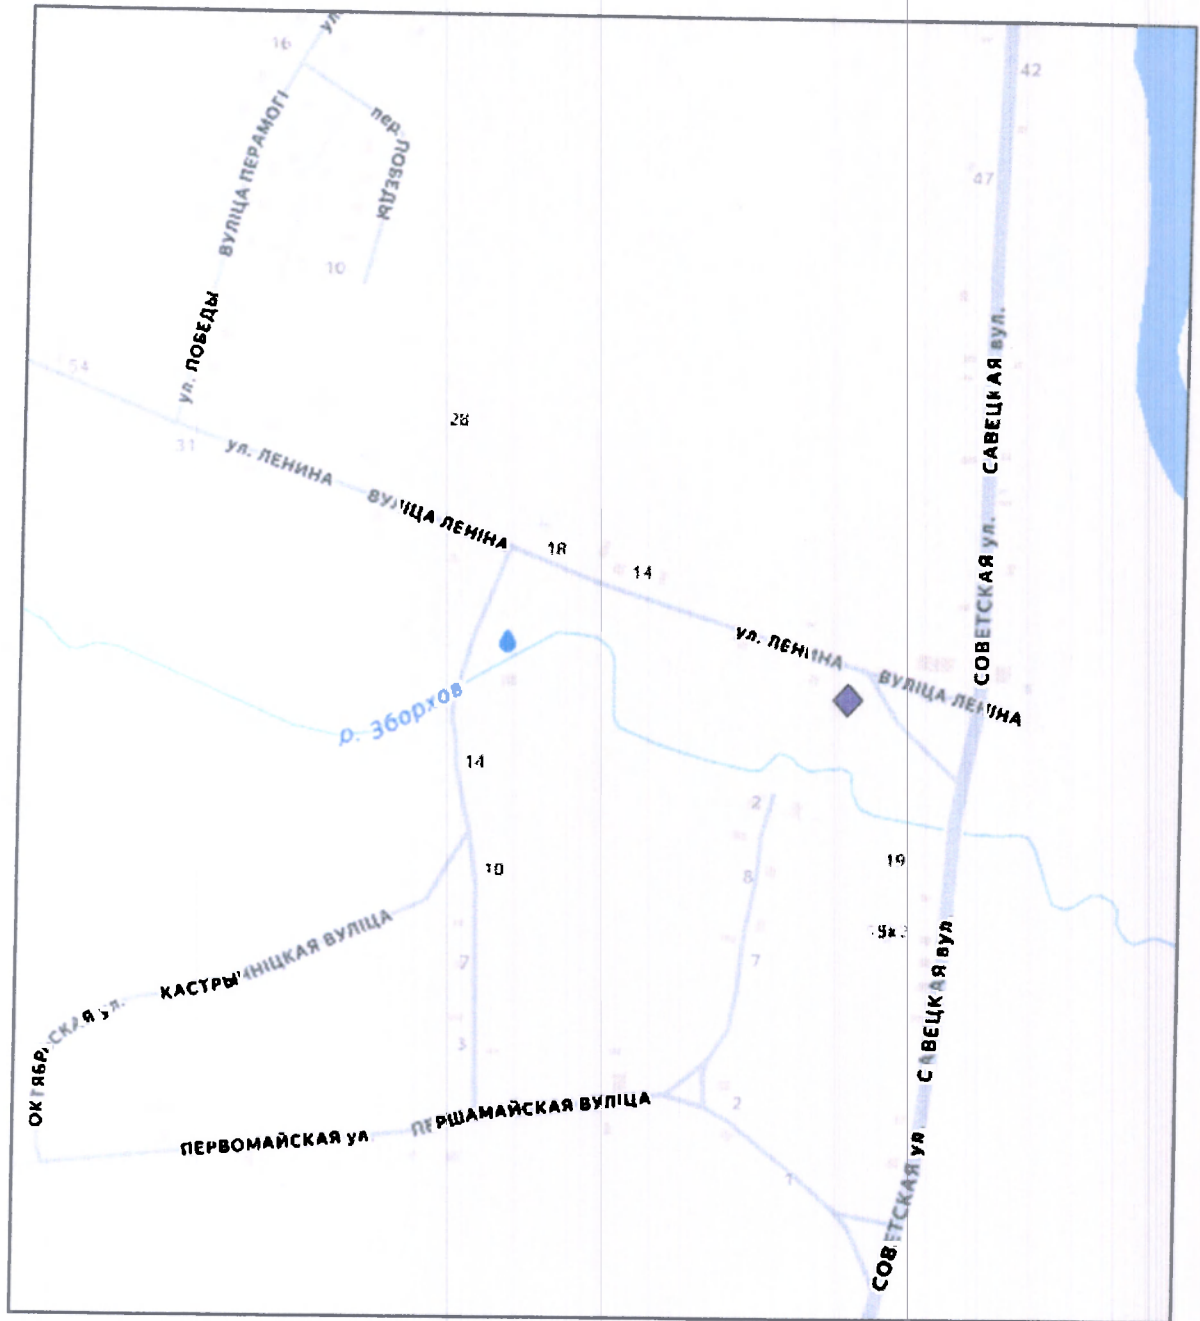 16
ул.
42
пер. ПОБЕДЫ
ВУЛІЦА ПЕРАМОГІ
47
10
ул. ПОБЕДЫ
САВЕЦКАЯ вул.
54
28
31
ул. ЛЕНИНА
ВУЛІЦА ЛЕНІНА
18
14
СОВЕТСКАЯ ул.
ул. ЛЕНИНА
ВУЛІЦА ЛЕНІНА
р. Зборхов
14
2
10
19
8
КАСТРЫЧНІЦКАЯ ВУЛІЦА
7
7
САВЕЦКАЯ вул.
ОКТЯБРЬСКАЯ ул.
3
ПЕРВОМАЙСКАЯ ул.
ПЕРШАМАЙСКАЯ ВУЛІЦА
2
1
СОВЕТСКАЯ ул.